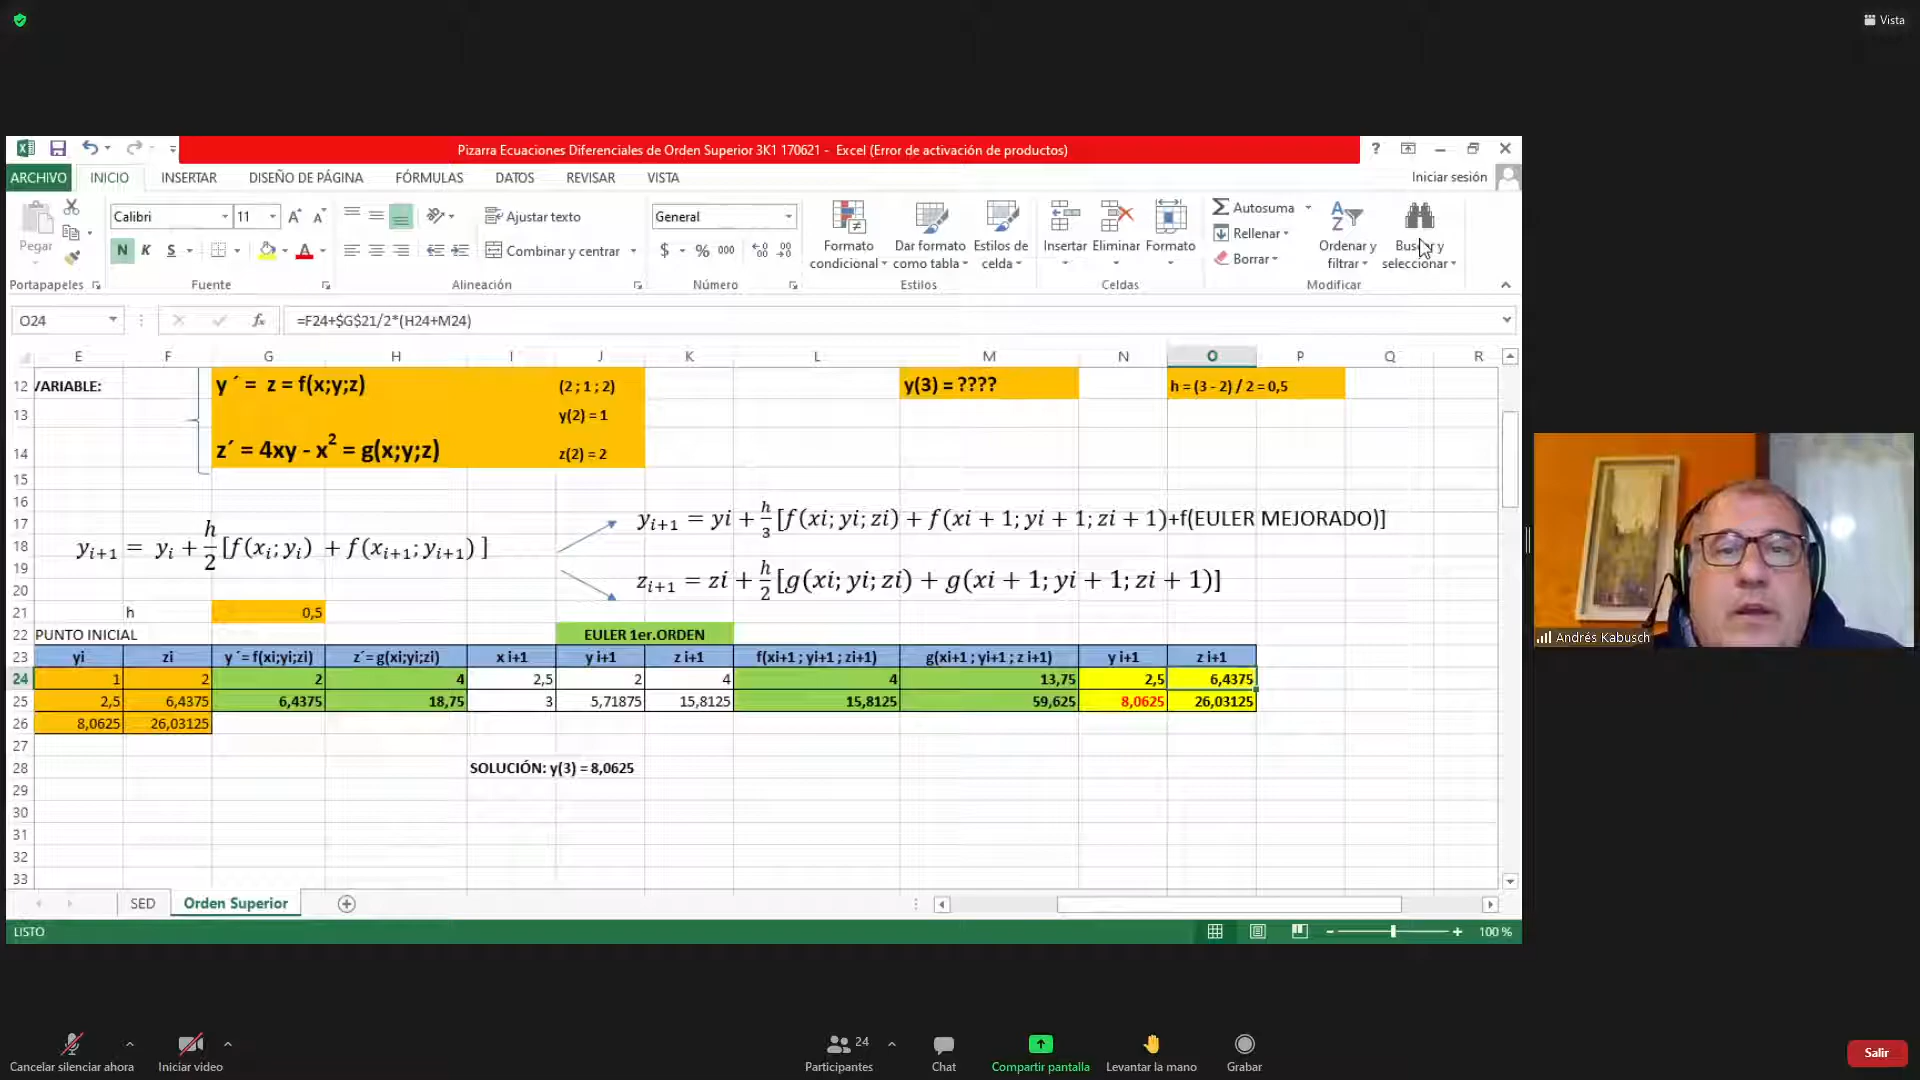 Vista
Pizarra Ecuaciones Diferenciales de Orden Superior 3K1 170621 - Excel (Error de activación de productos)
ARCHIVO INICIO INSERTAR DISEÑO DE PÁGINA FÓRMULAS DATOS REVISAR VISTA Iniciar sesión
Pegar
Calibri 11
Ajustar texto
General
N K S
Combinar y centrar
$ % 000
Formato condicional
Dar formato como tabla
Estilos de celda
Insertar
Eliminar
Formato
Autosuma
Rellenar
Borrar
Ordenar y filtrar
Buscar y seleccionar
Portapapeles Fuente Alineación Número Estilos Celdas Modificar
O24 fx =F24+$G$21/2*(H24+M24)
E F G H I J K L M N O P Q R
12 VARIABLE: y ´ = z = f(x;y;z) (2 ; 1 ; 2) y(3) = ???? h = (3 - 2) / 2 = 0,5
13 y(2) = 1
14 z´ = 4xy - x² = g(x;y;z) z(2) = 2
15
16
17 y_{i+1} = yi + h/3 [f(xi; yi; zi) + f(xi + 1; yi + 1; zi + 1)+f(EULER MEJORADO)]
18 y_{i+1} = y_i + h/2 [f(x_i; y_i) + f(x_{i+1}; y_{i+1}) ]
19
20 z_{i+1} = zi + h/2 [g(xi; yi; zi) + g(xi + 1; yi + 1; zi + 1)]
21 h 0,5
22 PUNTO INICIAL EULER 1er.ORDEN
23 yi zi y ´= f(xi;yi;zi) z´= g(xi;yi;zi) x i+1 y i+1 z i+1 f(xi+1 ; yi+1 ; zi+1) g(xi+1 ; yi+1 ; z i+1) y i+1 z i+1
24 1 2 2 4 2,5 2 4 4 13,75 2,5 6,4375
25 2,5 6,4375 6,4375 18,75 3 5,71875 15,8125 15,8125 59,625 8,0625 26,03125
26 8,0625 26,03125
27
28 SOLUCIÓN: y(3) = 8,0625
29
30
31
32
33
SED Orden Superior
LISTO 100 %
Andrés Kabusch
Cancelar silenciar ahora
Iniciar video
24
Participantes
Chat
Compartir pantalla
Levantar la mano
Grabar
Salir